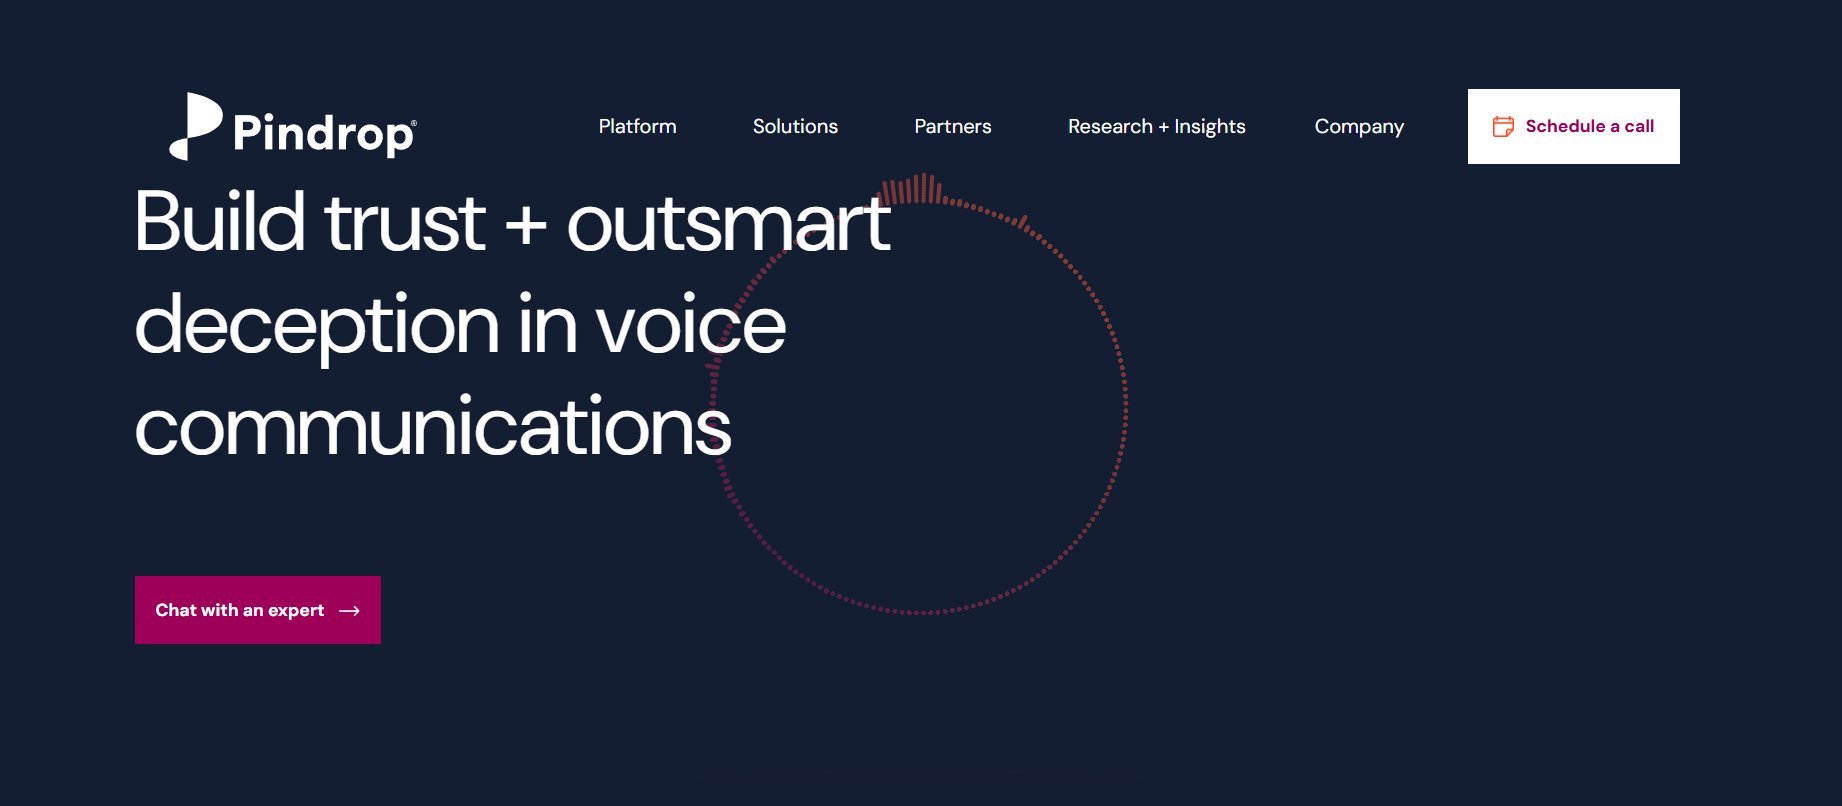 Pindrop®
Platform
Solutions
Partners
Research + Insights
Company
Schedule a call
Build trust + outsmart
deception in voice
communications
Chat with an expert